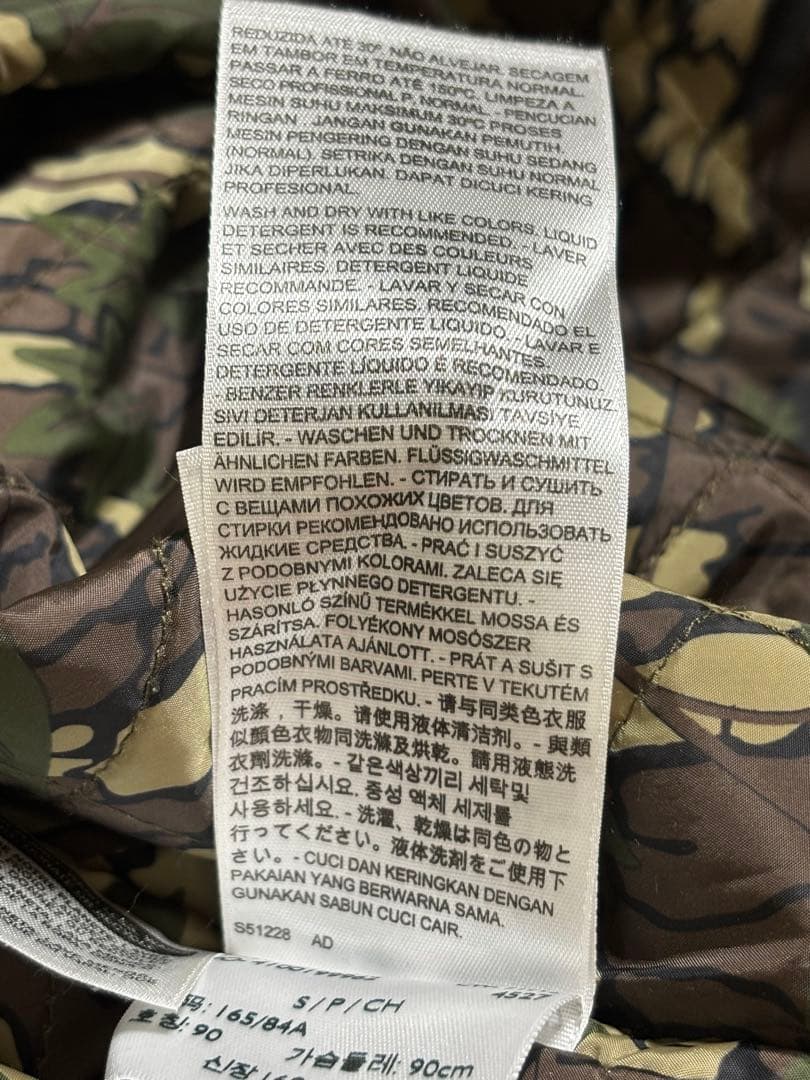 REDUZIDA ATÉ 30º. NÃO ALVEJAR. SECAGEM
EM TAMBOR EM TEMPERATURA NORMAL.
PASSAR A FERRO ATÉ 150ºC. LIMPEZA A
SECO PROFISSIONAL P, NORMAL - PENCUCIAN
MESIN SUHU MAKSIMUM 30ºC PROSES
RINGAN JANGAN GUNAKAN PEMUTIH
MESIN PENGERING DENGAN SUHU SEDANG
(NORMAL). SETRIKA DENGAN SUHU NORMAL
JIKA DIPERLUKAN. DAPAT DICUCI KERING
PROFESIONAL.
WASH AND DRY WITH LIKE COLORS. LIQUID
DETERGENT IS RECOMMENDED. - LAVER
ET SECHER AVEC DES COULEURS
SIMILAIRES. DETERGENT LIQUIDE
RECOMMANDE. - LAVAR Y SECAR CON
COLORES SIMILARES. RECOMENDADO EL
USO DE DETERGENTE LIQUIDO. - LAVAR E
SECAR COM CORES SEMELHANTES.
DETERGENTE LÍQUIDO É RECOMENDADO.
- BENZER RENKLERLE YIKAYIP KURUTUNUZ.
SIVI DETERJAN KULLANILMASI TAVSİYE
EDİLİR. - WASCHEN UND TROCKNEN MIT
ÄHNLICHEN FARBEN. FLÜSSIGWASCHMITTEL
WIRD EMPFOHLEN. - СТИРАТЬ И СУШИТЬ
С ВЕЩАМИ ПОХОЖИХ ЦВЕТОВ. ДЛЯ
СТИРКИ РЕКОМЕНДОВАНО ИСПОЛЬЗОВАТЬ
ЖИДКИЕ СРЕДСТВА. - PRAĆ I SUSZYĆ
Z PODOBNYMI KOLORAMI. ZALECA SIĘ
UŻYCIE PŁYNNEGO DETERGENTU. -
HASONLÓ SZÍNŰ TERMÉKKEL MOSSA ÉS
SZÁRÍTSA. FOLYÉKONY MOSÓSZER
HASZNÁLATA AJÁNLOTT. - PRÁT A SUŠIT S
PODOBNÝMI BARVAMI. PERTE V TEKUTÉM
PRACÍM PROSTŘEDKU. - 请与同类色衣服
洗涤，干燥。请使用液体清洁剂。- 與類
似顏色衣物同洗滌及烘乾。請用液態洗
衣劑洗滌。- 같은색상끼리 세탁및
건조하십시요. 중성 액체 세제를
사용하세요. - 洗濯、乾燥は同色の物と
行ってください。液体洗剤をご使用下
さい。- CUCI DAN KERINGKAN DENGAN
PAKAIAN YANG BERWARNA SAMA.
GUNAKAN SABUN CUCI CAIR.
S51228 AD
4527
S/P/CH
码: 165/84A
호칭: 90
가슴둘레: 90cm
신장